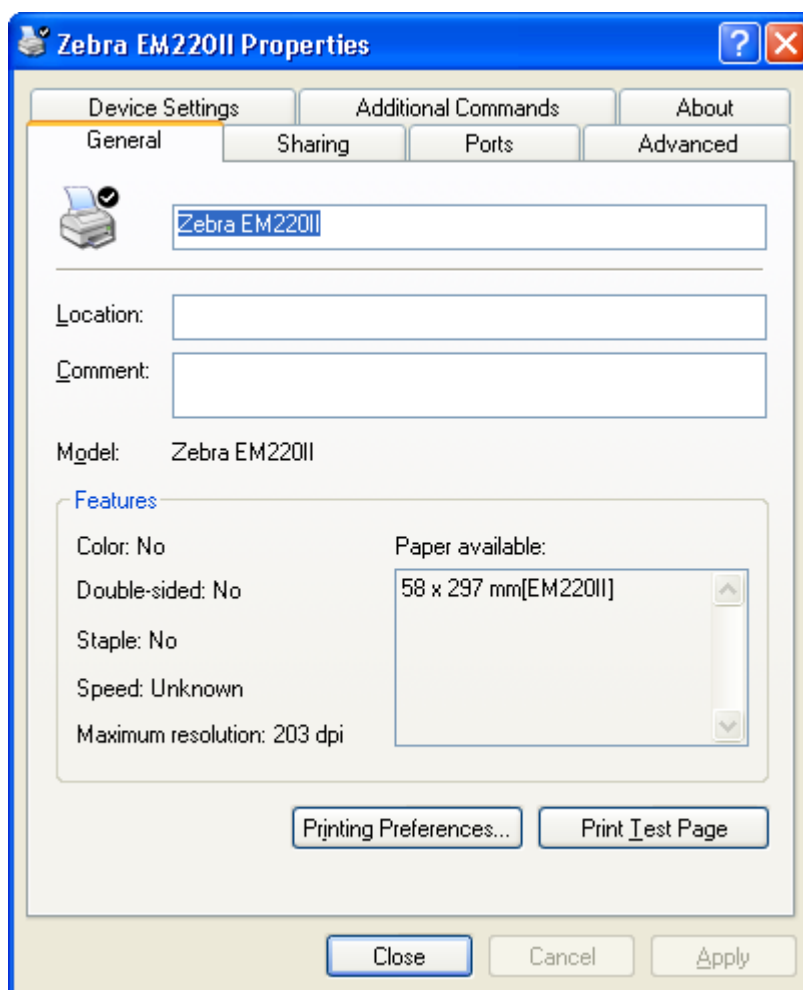 Zebra EM220II Properties
Device Settings Additional Commands About
General Sharing Ports Advanced
Zebra EM220II
Location:
Comment:
Model: Zebra EM220II
Features
Color: No
Double-sided: No
Staple: No
Speed: Unknown
Maximum resolution: 203 dpi
Paper available:
58 x 297 mm[EM220II]
Printing Preferences... Print Test Page
Close Cancel Apply